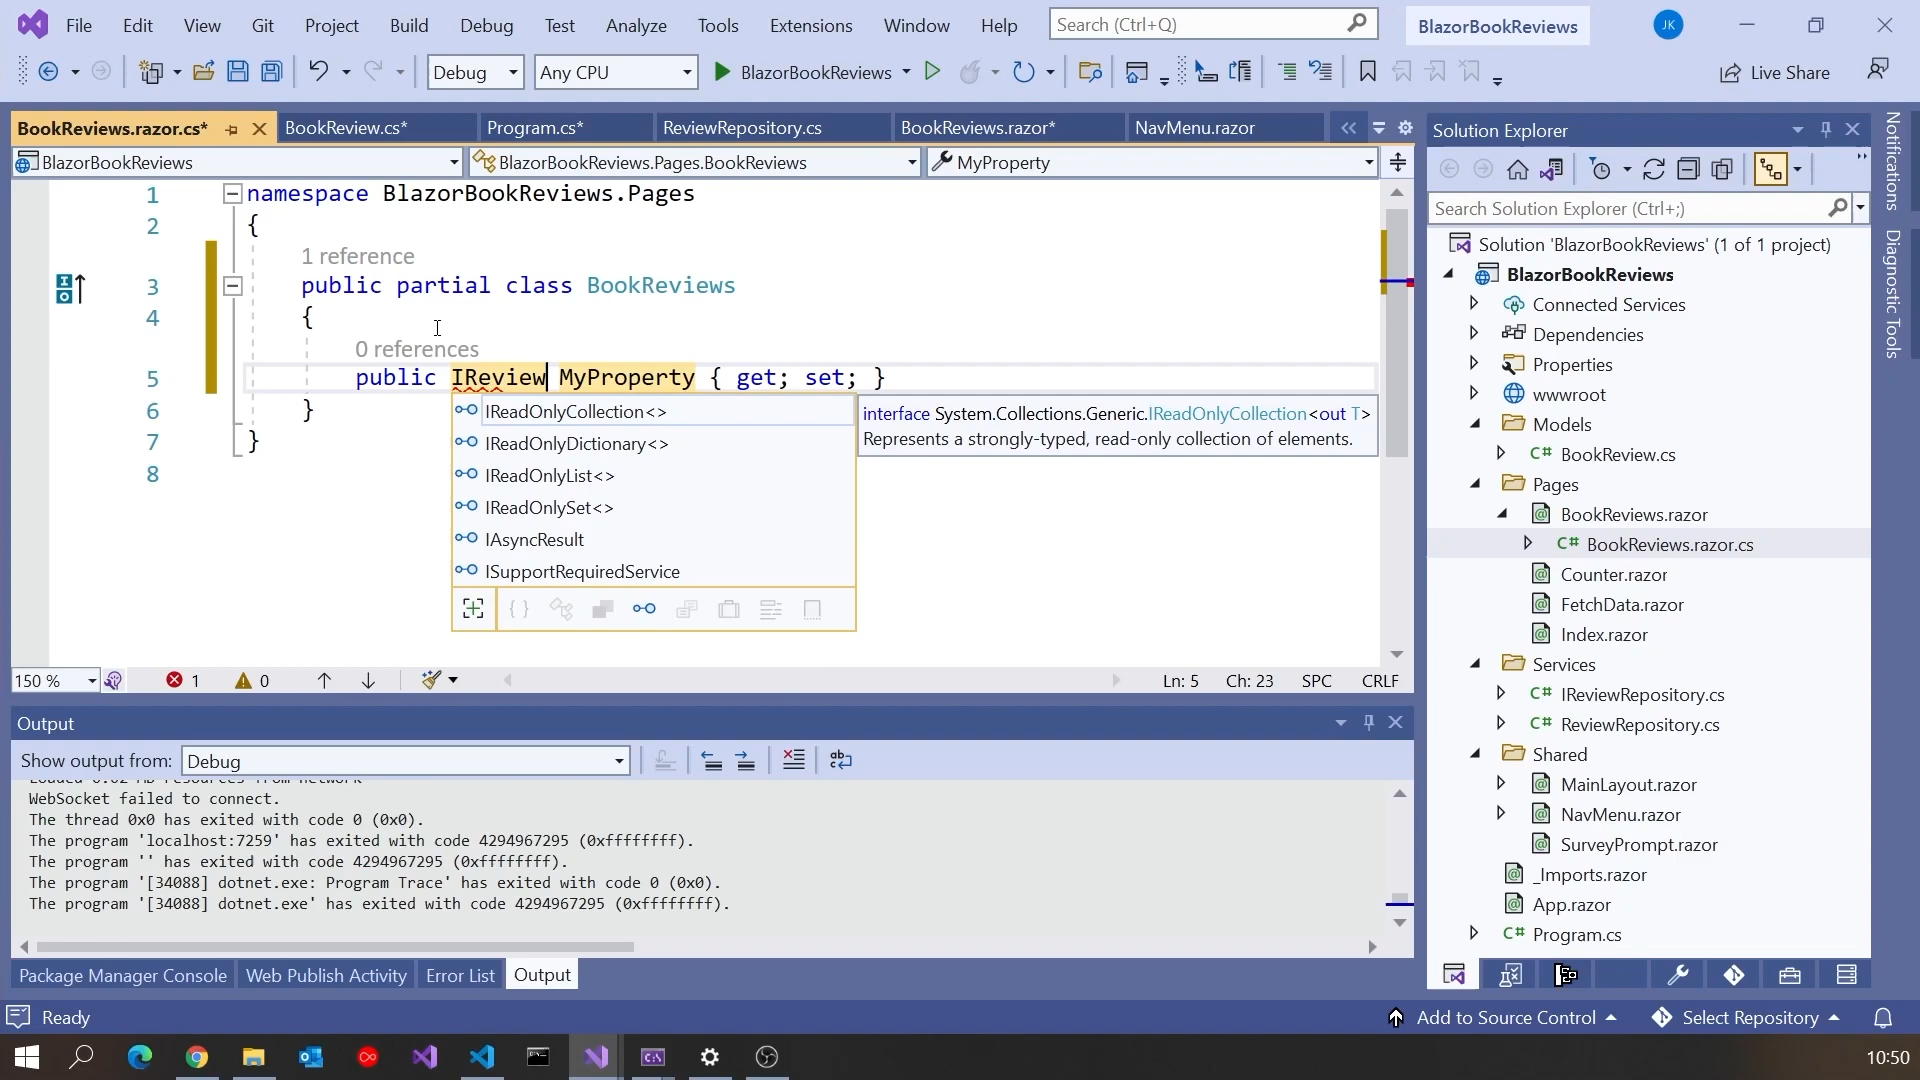 File Edit View Git Project Build Debug Test Analyze Tools Extensions Window Help Search (Ctrl+Q) BlazorBookReviews JK
Debug Any CPU BlazorBookReviews Live Share
BookReviews.razor.cs* BookReview.cs* Program.cs* ReviewRepository.cs BookReviews.razor* NavMenu.razor
BlazorBookReviews BlazorBookReviews.Pages.BookReviews MyProperty
1 namespace BlazorBookReviews.Pages
2 {
1 reference
3 public partial class BookReviews
4 {
0 references
5 public IReview MyProperty { get; set; }
6 }
7 }
8
IReadOnlyCollection<>
IReadOnlyDictionary<>
IReadOnlyList<>
IReadOnlySet<>
IAsyncResult
ISupportRequiredService
interface System.Collections.Generic.IReadOnlyCollection<out T>
Represents a strongly-typed, read-only collection of elements.
150 % 1 0 Ln: 5 Ch: 23 SPC CRLF
Output
Show output from: Debug
WebSocket failed to connect.
The thread 0x0 has exited with code 0 (0x0).
The program 'localhost:7259' has exited with code 4294967295 (0xffffffff).
The program '' has exited with code 4294967295 (0xffffffff).
The program '[34088] dotnet.exe: Program Trace' has exited with code 0 (0x0).
The program '[34088] dotnet.exe' has exited with code 4294967295 (0xffffffff).
Package Manager Console Web Publish Activity Error List Output
Solution Explorer
Search Solution Explorer (Ctrl+;)
Solution 'BlazorBookReviews' (1 of 1 project)
BlazorBookReviews
Connected Services
Dependencies
Properties
wwwroot
Models
C# BookReview.cs
Pages
BookReviews.razor
C# BookReviews.razor.cs
Counter.razor
FetchData.razor
Index.razor
Services
C# IReviewRepository.cs
C# ReviewRepository.cs
Shared
MainLayout.razor
NavMenu.razor
SurveyPrompt.razor
_Imports.razor
App.razor
C# Program.cs
Notifications
Diagnostic Tools
Ready Add to Source Control Select Repository
10:50